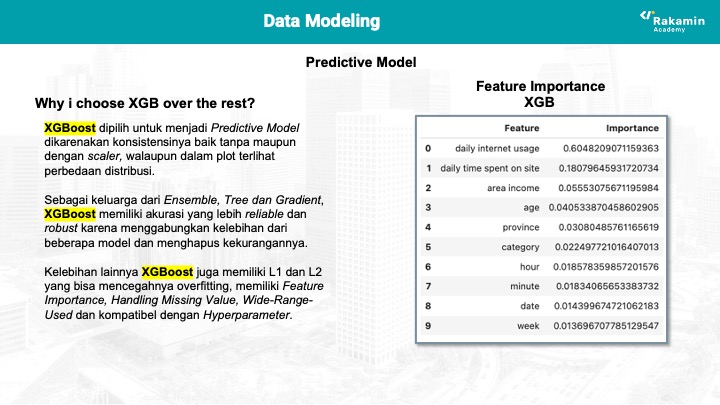 Data Modeling
Rakamin
Academy
Predictive Model
Why i choose XGB over the rest?
XGBoost dipilih untuk menjadi Predictive Model
dikarenakan konsistensinya baik tanpa maupun
dengan scaler, walaupun dalam plot terlihat
perbedaan distribusi.
Sebagai keluarga dari Ensemble, Tree dan Gradient,
XGBoost memiliki akurasi yang lebih reliable dan
robust karena menggabungkan kelebihan dari
beberapa model dan menghapus kekurangannya.
Kelebihan lainnya XGBoost juga memiliki L1 dan L2
yang bisa mencegahnya overfitting, memiliki Feature
Importance, Handling Missing Value, Wide-Range-
Used dan kompatibel dengan Hyperparameter.
Feature Importance
XGB
Feature Importance
0 daily internet usage 0.6048209071159363
1 daily time spent on site 0.18079645931720734
2 area income 0.05553075671195984
3 age 0.040533870458602905
4 province 0.03080485761165619
5 category 0.022497721016407013
6 hour 0.018578359857201576
7 minute 0.01834065653383732
8 date 0.014399674721062183
9 week 0.013696707785129547